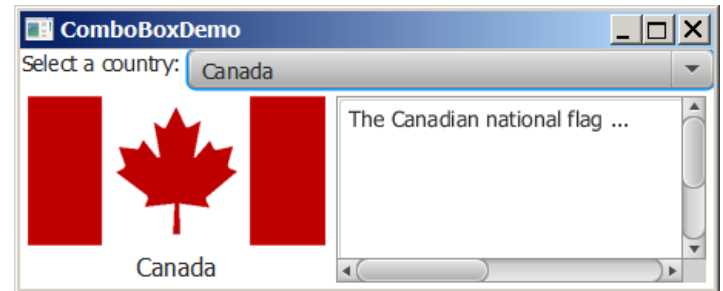 ComboBoxDemo
Select a country: Canada
The Canadian national flag ...
Canada